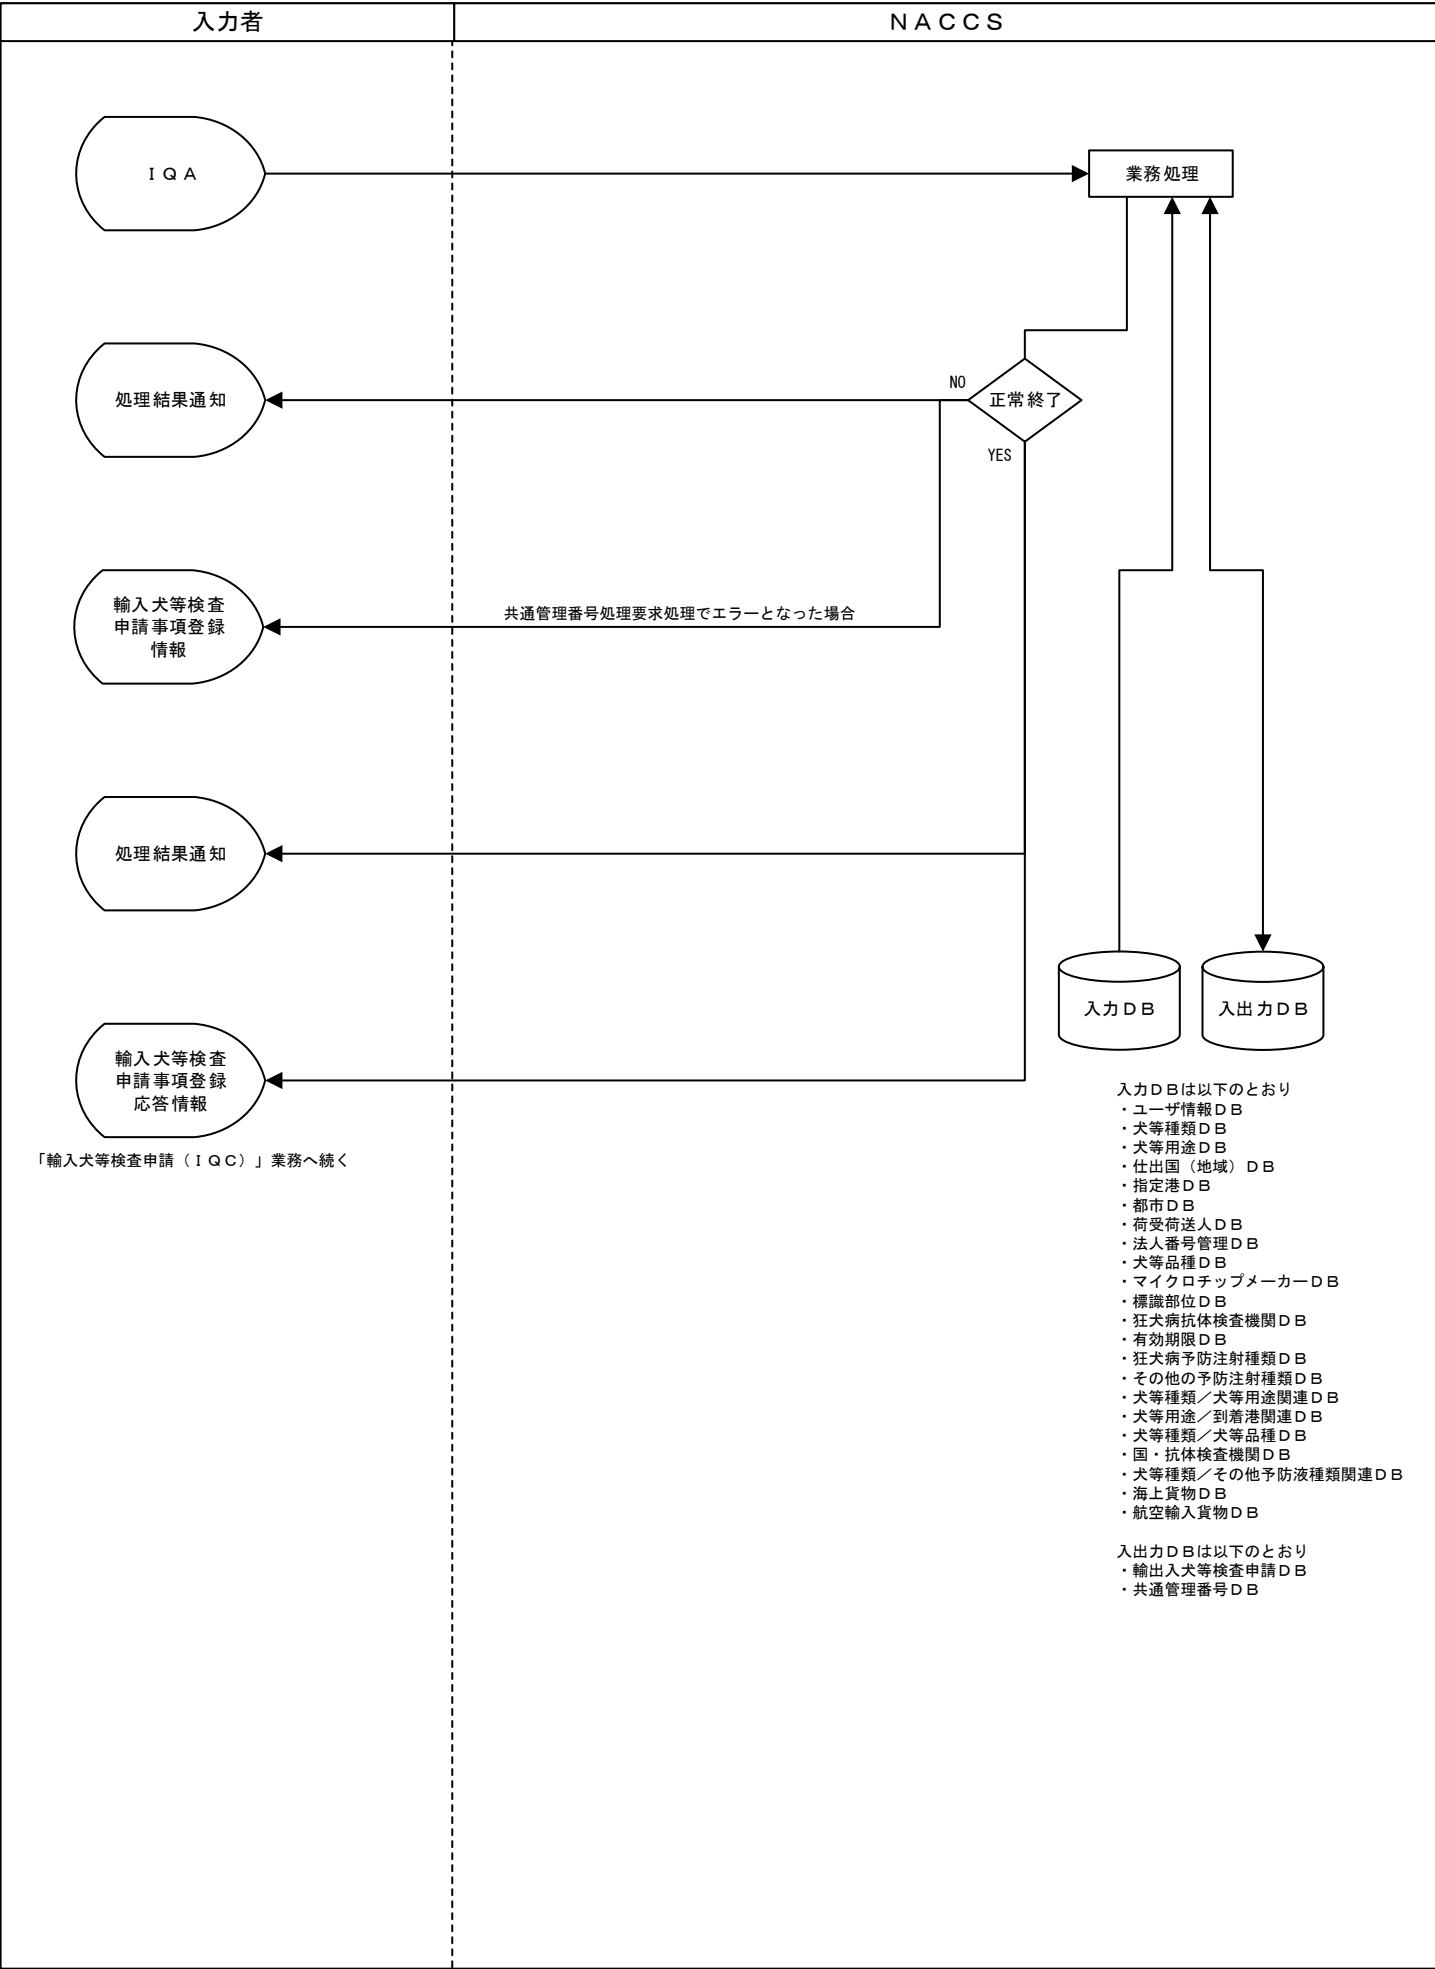 入力者
ＮＡＣＣＳ
ＩＱＡ
業務処理
処理結果通知
NO
正常終了
YES
輸入犬等検査
申請事項登録
情報
共通管理番号処理要求処理でエラーとなった場合
処理結果通知
入力ＤＢ
入出力ＤＢ
輸入犬等検査
申請事項登録
応答情報
「輸入犬等検査申請（ＩＱＣ）」業務へ続く
入力ＤＢは以下のとおり
・ユーザ情報ＤＢ
・犬等種類ＤＢ
・犬等用途ＤＢ
・仕出国（地域）ＤＢ
・指定港ＤＢ
・都市ＤＢ
・荷受荷送人ＤＢ
・法人番号管理ＤＢ
・犬等品種ＤＢ
・マイクロチップメーカーＤＢ
・標識部位ＤＢ
・狂犬病抗体検査機関ＤＢ
・有効期限ＤＢ
・狂犬病予防注射種類ＤＢ
・その他の予防注射種類ＤＢ
・犬等種類／犬等用途関連ＤＢ
・犬等用途／到着港関連ＤＢ
・犬等種類／犬等品種ＤＢ
・国・抗体検査機関ＤＢ
・犬等種類／その他予防液種類関連ＤＢ
・海上貨物ＤＢ
・航空輸入貨物ＤＢ
入出力ＤＢは以下のとおり
・輸出入犬等検査申請ＤＢ
・共通管理番号ＤＢ